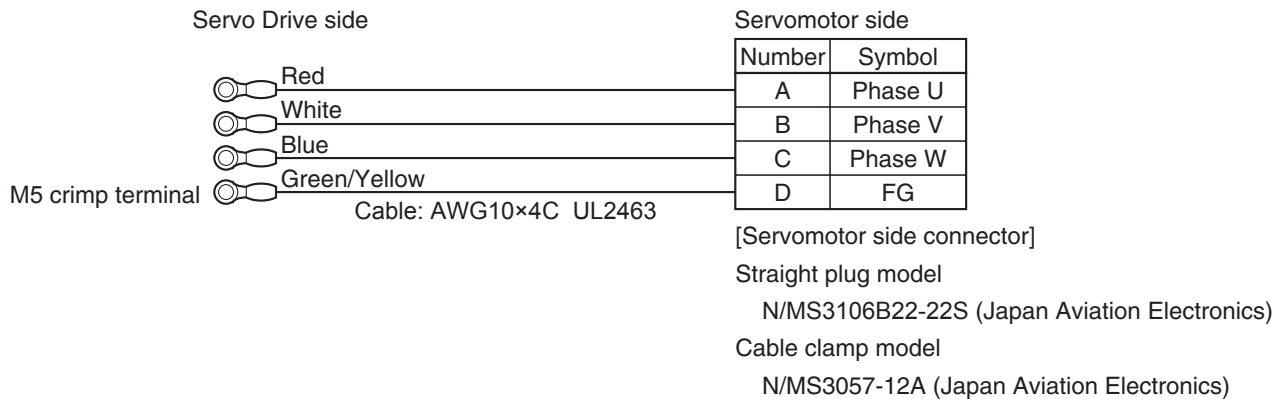 Servo Drive side
Servomotor side
Number Symbol
Red
A Phase U
White
B Phase V
Blue
C Phase W
Green/Yellow
M5 crimp terminal
D FG
Cable: AWG10×4C UL2463
[Servomotor side connector]
Straight plug model
N/MS3106B22-22S (Japan Aviation Electronics)
Cable clamp model
N/MS3057-12A (Japan Aviation Electronics)